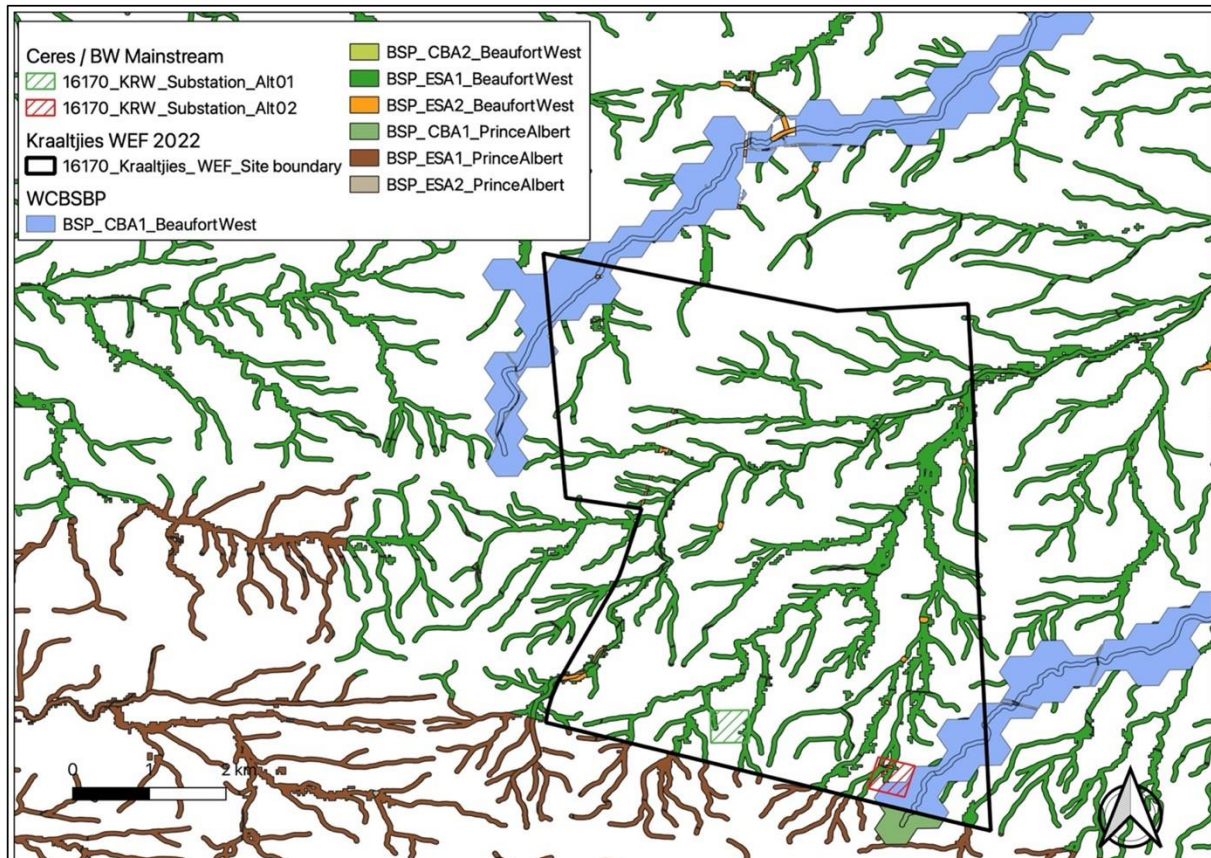 Ceres / BW Mainstream
16170_KRW_Substation_Alt01
16170_KRW_Substation_Alt02
Kraaltjies WEF 2022
16170_Kraaltjies_WEF_Site boundary
WCBSBP
BSP_CBA1_BeaufortWest
BSP_CBA2_BeaufortWest
BSP_ESA1_BeaufortWest
BSP_ESA2_BeaufortWest
BSP_CBA1_PrinceAlbert
BSP_ESA1_PrinceAlbert
BSP_ESA2_PrinceAlbert
0 1 2 km